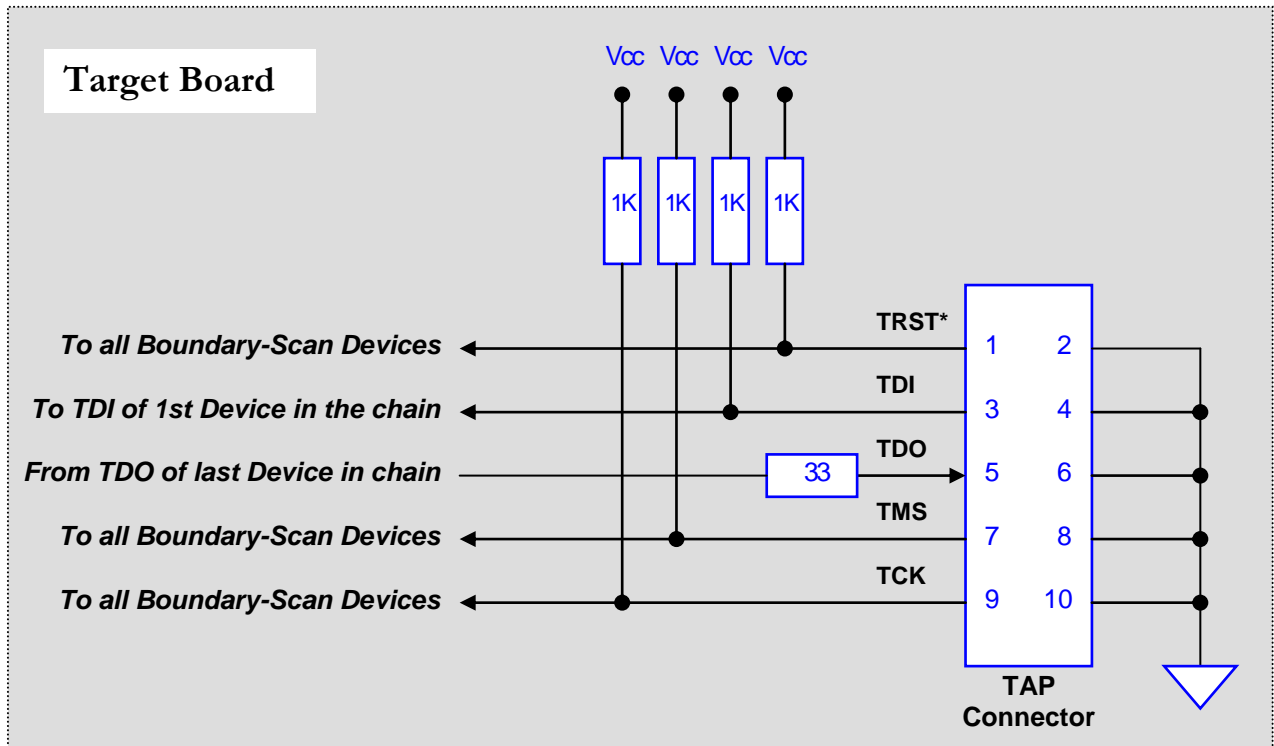 Target Board
Vcc Vcc Vcc Vcc
1K 1K 1K 1K
TRST*
To all Boundary-Scan Devices
1 2
TDI
To TDI of 1st Device in the chain
3 4
TDO
From TDO of last Device in chain
33
5 6
TMS
To all Boundary-Scan Devices
7 8
TCK
To all Boundary-Scan Devices
9 10
TAP
Connector